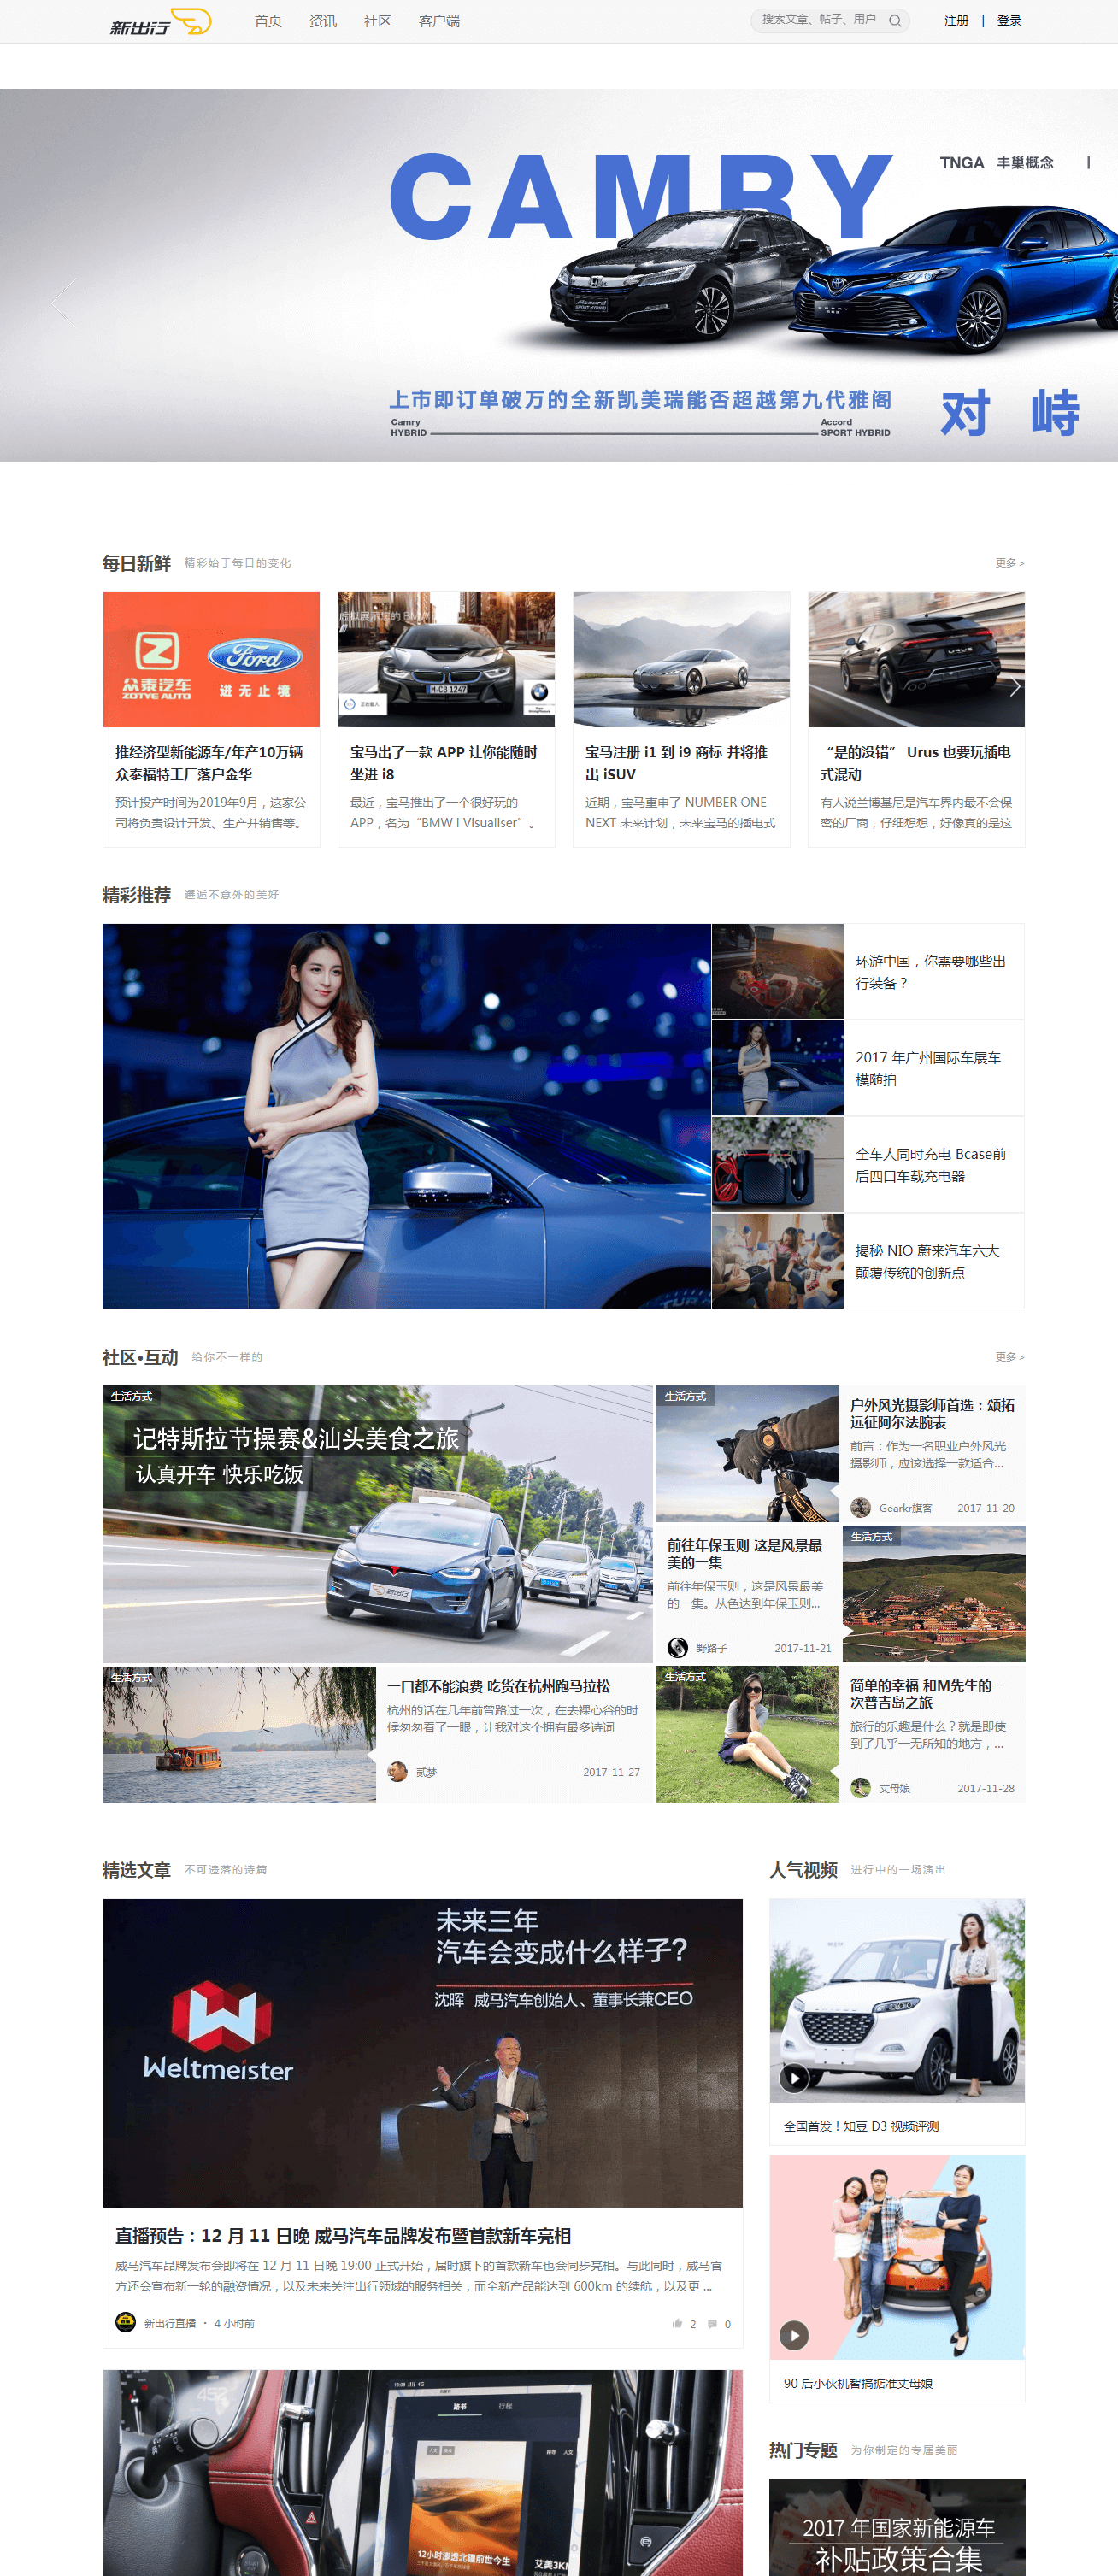 新出行
首页 资讯 社区 客户端
搜索文章、帖子、用户
注册 | 登录
CAMRY
TNGA 丰巢概念
上市即订单破万的全新凯美瑞能否超越第九代雅阁
Camry
HYBRID
Accord
SPORT HYBRID
对 峙
每日新鲜 精彩始于每日的变化
更多 >
众泰汽车
ZOTYE AUTO
Ford
进无止境
推经济型新能源车/年产10万辆
众泰福特工厂落户金华
预计投产时间为2019年9月，这家公
司将负责设计开发、生产并销售等。
宝马出了一款 APP 让你能随时
坐进 i8
最近，宝马推出了一个很好玩的
APP，名为“BMW i Visualiser”。
宝马注册 i1 到 i9 商标 并将推
出 iSUV
近期，宝马重申了 NUMBER ONE
NEXT 未来计划，未来宝马的插电式
URUS
“是的没错” Urus 也要玩插电
式混动
有人说兰博基尼是汽车界内最不会保
密的厂商，仔细想想，好像真的是这
精彩推荐 邂逅不意外的美好
环游中国，你需要哪些出
行装备？
2017 年广州国际车展车
模随拍
全车人同时充电 Bcase前
后四口车载充电器
揭秘 NIO 蔚来汽车六大
颠覆传统的创新点
社区•互动 给你不一样的
更多 >
生活方式
记特斯拉节操赛&汕头美食之旅
认真开车 快乐吃饭
生活方式
户外风光摄影师首选：颂拓
远征阿尔法腕表
前言：作为一名职业户外风光
摄影师，应该选择一款适合...
Gearkr旗客 2017-11-20
前往年保玉则 这是风景最
美的一集
前往年保玉则，这是风景最美
的一集。从色达到年保玉则...
野路子 2017-11-21
生活方式
生活方式
一口都不能浪费 吃货在杭州跑马拉松
杭州的话在几年前曾路过一次，在去裸心谷的时
候匆匆看了一眼，让我对这个拥有最多诗词
贰梦 2017-11-27
生活方式
简单的幸福 和M先生的一
次普吉岛之旅
旅行的乐趣是什么？就是即使
到了几乎一无所知的地方，...
丈母娘 2017-11-28
精选文章 不可遗落的诗篇
未来三年
汽车会变成什么样子?
沈晖 威马汽车创始人、董事长兼CEO
Weltmeister
直播预告：12 月 11 日晚 威马汽车品牌发布暨首款新车亮相
威马汽车品牌发布会即将在 12 月 11 日晚 19:00 正式开始，届时旗下的首款新车也会同步亮相。与此同时，威马官
方还会宣布新一轮的融资情况，以及未来关注出行领域的服务相关，而全新产品能达到 600km 的续航，以及更 ...
新出行直播 · 4 小时前
2 0
路书 行程
12小时渗透北疆前世今生
艾美3K
人气视频 进行中的一场演出
全国首发！知豆 D3 视频评测
90 后小伙机智搞掂准丈母娘
热门专题 为你制定的专属美丽
2017 年国家新能源车
补贴政策合集